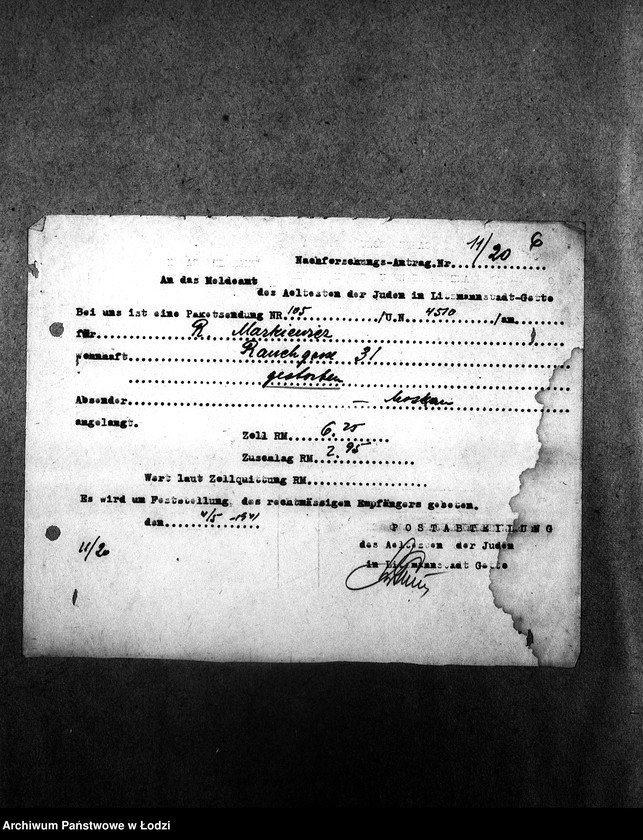 6
Nachforschungs-Antrag.Nr. 11/20
An das Meldeamt
des Aeltesten der Juden in Litzmannstadt-Getto
Bei uns ist eine Paketsendung NR. 105 /U.N. 4510 /am
für R. Markiewicz
wohnhaft Rauchgasse 31
gestorben
Absender — Moskau
angelangt.
Zoll RM. 6.25
Zuschlag RM. 2.95
Wert laut Zollquittung RM.
Es wird um Feststellung des rechtmässigen Empfängers gebeten.
den 4/5 -1941
POSTABTEILUNG
11/20
des Aeltesten der Juden
in Litzmannstadt Getto
Archiwum Państwowe w Łodzi